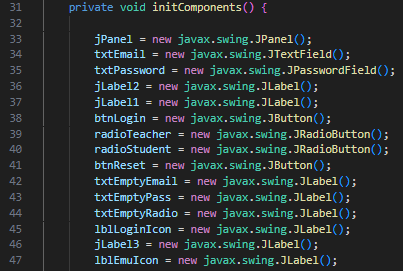 31 private void initComponents() {
32
33 jPanel = new javax.swing.JPanel();
34 txtEmail = new javax.swing.JTextField();
35 txtPassword = new javax.swing.JPasswordField();
36 jLabel2 = new javax.swing.JLabel();
37 jLabel1 = new javax.swing.JLabel();
38 btnLogin = new javax.swing.JButton();
39 radioTeacher = new javax.swing.JRadioButton();
40 radioStudent = new javax.swing.JRadioButton();
41 btnReset = new javax.swing.JButton();
42 txtEmptyEmail = new javax.swing.JLabel();
43 txtEmptyPass = new javax.swing.JLabel();
44 txtEmptyRadio = new javax.swing.JLabel();
45 lblLoginIcon = new javax.swing.JLabel();
46 jLabel3 = new javax.swing.JLabel();
47 lblEmuIcon = new javax.swing.JLabel();